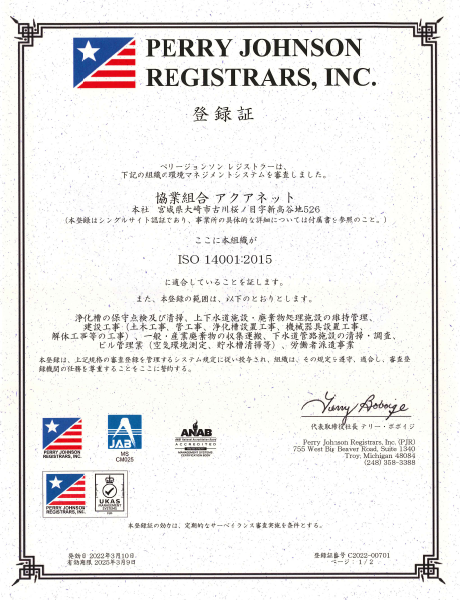 PERRY JOHNSON
REGISTRARS, INC.
登録証
ペリージョンソン レジストラーは、
下記の組織の環境マネジメントシステムを審査しました。
協業組合 アクアネット
本社 宮城県大崎市古川桜ノ目字新高谷地526
(本登録はシングルサイト認証であり、事業所の具体的な詳細については付属書を参照のこと。)
ここに本組織が
ISO 14001:2015
に適合していることを証します。
また、本登録の範囲は、以下のとおりとします。
浄化槽の保守点検及び清掃、上下水道施設・廃棄物処理施設の維持管理、
建設工事(土木工事、管工事、浄化槽設置工事、機械器具設置工事、
解体工事等の工事)、一般・産業廃棄物の収集運搬、下水道管路施設の清掃・調査、
ビル管理業(空気環境測定、貯水槽清掃等)、労働者派遣事業
本登録は、上記規格の審査登録を管理するシステム規定に従い授与され、組織は、その規定を遵守、適合し、審査登
録機関の任務を尊重することをここに誓約する。
代表取締役社長 テリー・ボボイジ
Perry Johnson Registrars, Inc. (PJR)
755 West Big Beaver Road, Suite 1340
Troy, Michigan 48084
(248) 358-3388
PERRY JOHNSON
REGISTRARS, INC.
JAB
MS
CM025
ANAB
ANSI National Accreditation Board
ACCREDITED
MANAGEMENT SYSTEMS
CERTIFICATION BODY
PERRY JOHNSON
REGISTRARS, INC.
UKAS
MANAGEMENT
SYSTEMS
本登録証の効力は、定期的なサーベイランス審査実施を条件とする。
発効日 2022年3月10日
有効期限 2025年3月9日
登録証番号 C2022-00701
ページ: 1 / 2